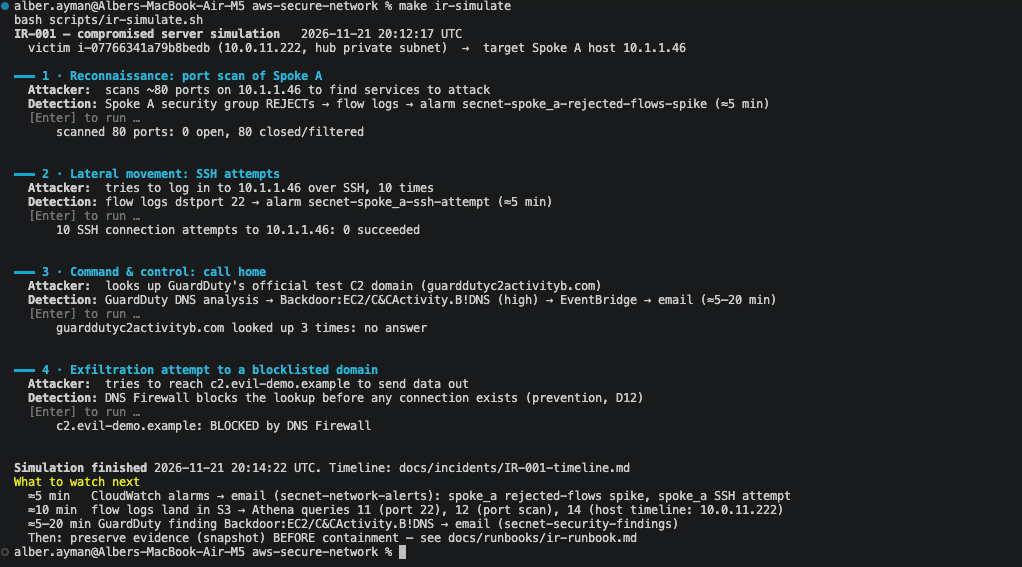 alber.ayman@Albers-MacBook-Air-M5 aws-secure-network % make ir-simulate
bash scripts/ir-simulate.sh
IR-001 — compromised server simulation   2026-11-21 20:12:17 UTC
  victim i-07766341a79b8bedb (10.0.11.222, hub private subnet)  →  target Spoke A host 10.1.1.46

━━━ 1 · Reconnaissance: port scan of Spoke A
  Attacker:  scans ~80 ports on 10.1.1.46 to find services to attack
  Detection: Spoke A security group REJECTs → flow logs → alarm secnet-spoke_a-rejected-flows-spike (≈5 min)
  [Enter] to run …
      scanned 80 ports: 0 open, 80 closed/filtered

━━━ 2 · Lateral movement: SSH attempts
  Attacker:  tries to log in to 10.1.1.46 over SSH, 10 times
  Detection: flow logs dstport 22 → alarm secnet-spoke_a-ssh-attempt (≈5 min)
  [Enter] to run …
      10 SSH connection attempts to 10.1.1.46: 0 succeeded

━━━ 3 · Command & control: call home
  Attacker:  looks up GuardDuty's official test C2 domain (guarddutyc2activityb.com)
  Detection: GuardDuty DNS analysis → Backdoor:EC2/C&CActivity.B!DNS (high) → EventBridge → email (≈5–20 min)
  [Enter] to run …
      guarddutyc2activityb.com looked up 3 times: no answer

━━━ 4 · Exfiltration attempt to a blocklisted domain
  Attacker:  tries to reach c2.evil-demo.example to send data out
  Detection: DNS Firewall blocks the lookup before any connection exists (prevention, D12)
  [Enter] to run …
      c2.evil-demo.example: BLOCKED by DNS Firewall

Simulation finished 2026-11-21 20:14:22 UTC. Timeline: docs/incidents/IR-001-timeline.md
What to watch next
  ≈5 min   CloudWatch alarms → email (secnet-network-alerts): spoke_a rejected-flows spike, spoke_a SSH attempt
  ≈10 min  flow logs land in S3 → Athena queries 11 (port 22), 12 (port scan), 14 (host timeline: 10.0.11.222)
  ≈5–20 min GuardDuty finding Backdoor:EC2/C&CActivity.B!DNS → email (secnet-security-findings)
  Then: preserve evidence (snapshot) BEFORE containment — see docs/runbooks/ir-runbook.md
alber.ayman@Albers-MacBook-Air-M5 aws-secure-network %